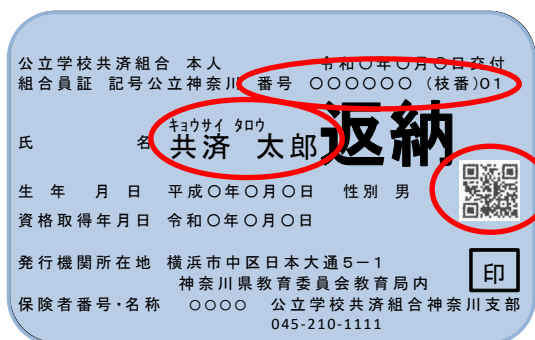 公立学校共済組合 本人 令和○年○月○日交付
組合員証 記号公立神奈川 番号 ○○○○○○ (枝番)01
キョウサイ タロウ
氏 名 共済 太郎
返納
生年月日 平成○年○月○日 性別 男
資格取得年月日 令和○年○月○日
発行機関所在地 横浜市中区日本大通5-1
神奈川県教育委員会教育局内
印
保険者番号・名称 ○○○○ 公立学校共済組合神奈川支部
045-210-1111